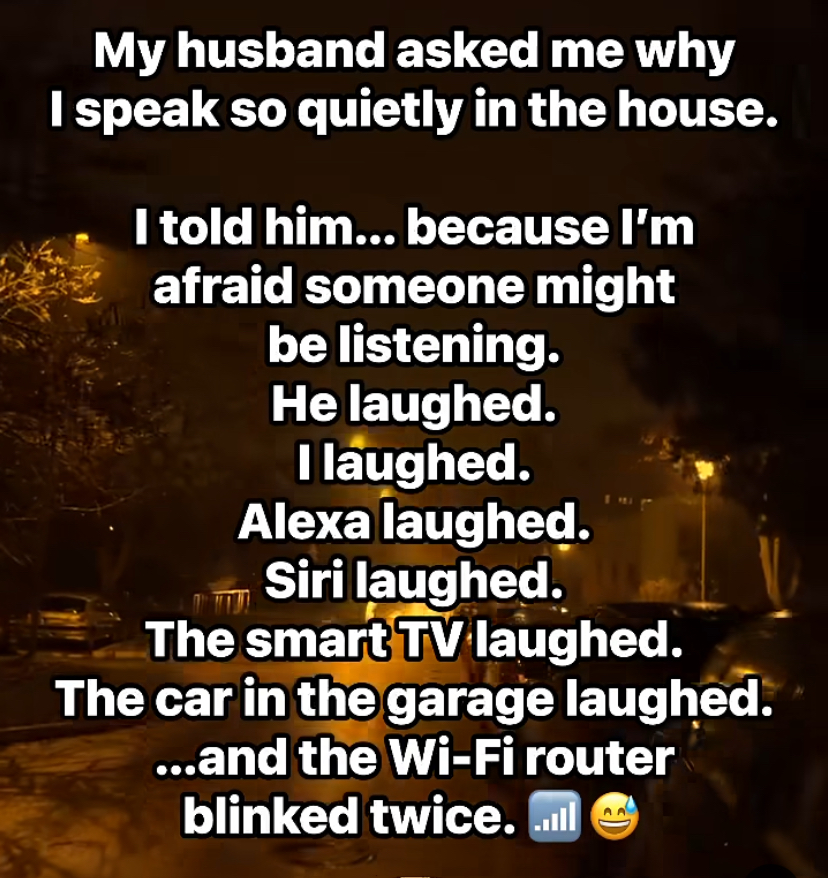 My husband asked me why
I speak so quietly in the house.
I told him... because I’m
afraid someone might
be listening.
He laughed.
I laughed.
Alexa laughed.
Siri laughed.
The smart TV laughed.
The car in the garage laughed.
...and the Wi-Fi router
blinked twice. 📶 😅